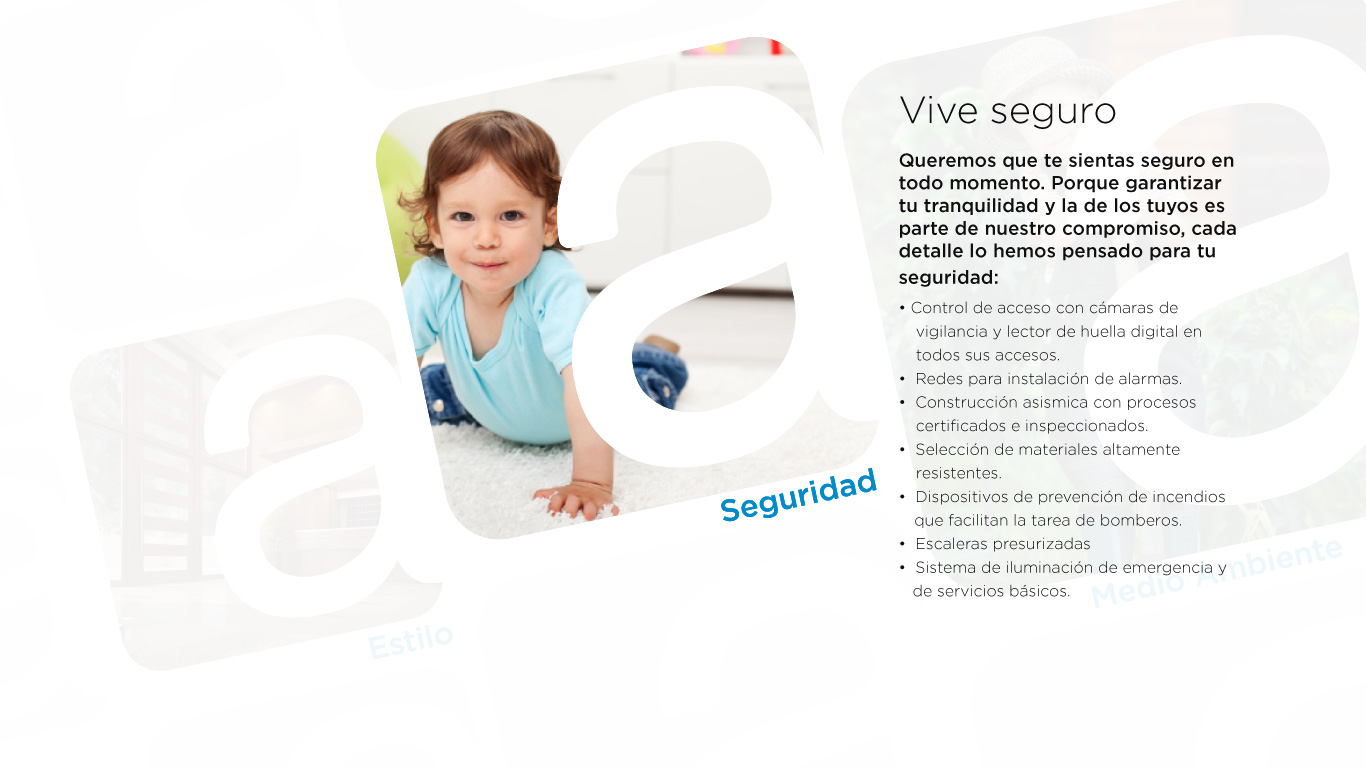 Vive seguro
Queremos que te sientas seguro en
todo momento. Porque garantizar
tu tranquilidad y la de los tuyos es
parte de nuestro compromiso, cada
detalle lo hemos pensado para tu
seguridad:
• Control de acceso con cámaras de
vigilancia y lector de huella digital en
todos sus accesos.
• Redes para instalación de alarmas.
• Construcción asismica con procesos
certificados e inspeccionados.
• Selección de materiales altamente
resistentes.
• Dispositivos de prevención de incendios
que facilitan la tarea de bomberos.
• Escaleras presurizadas
• Sistema de iluminación de emergencia y
de servicios básicos.
a
Seguridad
a
Estilo
a
Medio Ambiente